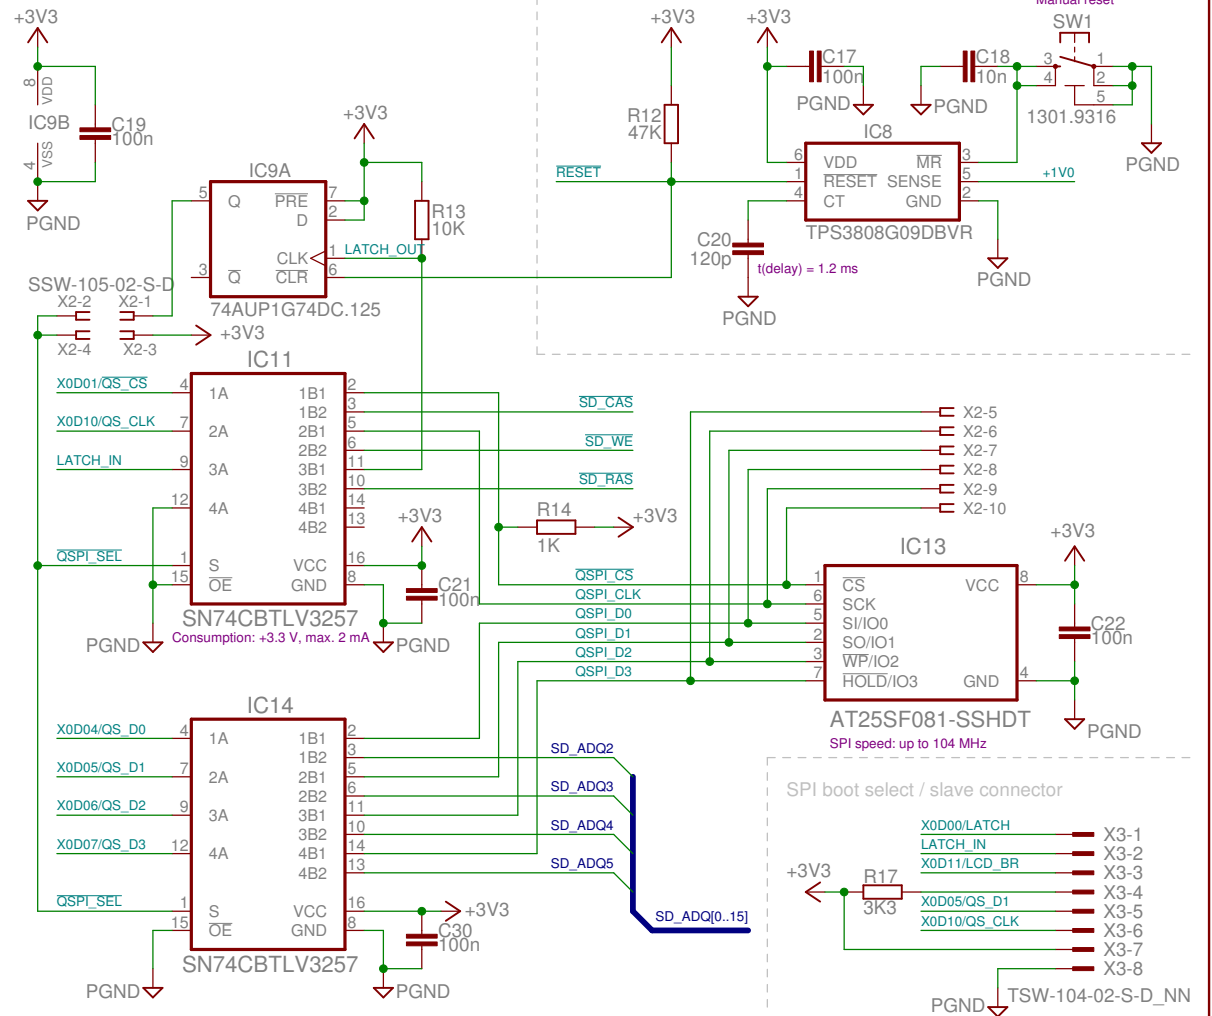 Manual reset
+3V3
+3V3
+3V3
SW1
8
VDD
IC9B
VSS
4
C19
100n
PGND
+3V3
R12
47K
C17
100n
PGND
C18
10n
PGND
3
4
1
2
5
1301.9316
PGND
IC8
6
VDD
MR
3
1
RESET
SENSE
5
4
CT
GND
2
TPS3808G09DBVR
RESET
+1V0
C20
120p
t(delay) = 1.2 ms
PGND
PGND
IC9A
5
Q
PRE
7
D
2
CLK
1
LATCH_OUT
3
Q
CLR
6
74AUP1G74DC.125
R13
10K
SSW-105-02-S-D
X2-2
X2-1
X2-4
X2-3
+3V3
IC11
X0D01/QS_CS
4
1A
1B1
2
1B2
3
SD_CAS
X0D10/QS_CLK
7
2A
2B1
5
2B2
6
SD_WE
LATCH_IN
9
3A
3B1
11
3B2
10
SD_RAS
12
4A
4B1
14
4B2
13
QSPI_SEL
1
S
VCC
16
15
OE
GND
8
SN74CBTLV3257
Consumption: +3.3 V, max. 2 mA
PGND
PGND
+3V3
C21
100n
R14
1K
+3V3
X2-5
X2-6
X2-7
X2-8
X2-9
X2-10
IC13
+3V3
QSPI_CS
1
CS
VCC
8
QSPI_CLK
6
SCK
QSPI_D0
5
SI/IO0
QSPI_D1
2
SO/IO1
QSPI_D2
3
WP/IO2
QSPI_D3
7
HOLD/IO3
GND
4
C22
100n
AT25SF081-SSHDT
SPI speed: up to 104 MHz
PGND
IC14
X0D04/QS_D0
4
1A
1B1
2
1B2
3
SD_ADQ2
X0D05/QS_D1
7
2A
2B1
5
2B2
6
SD_ADQ3
X0D06/QS_D2
9
3A
3B1
11
3B2
10
SD_ADQ4
X0D07/QS_D3
12
4A
4B1
14
4B2
13
SD_ADQ5
QSPI_SEL
1
S
VCC
16
15
OE
GND
8
SN74CBTLV3257
PGND
PGND
+3V3
C30
100n
SD_ADQ[0..15]
SPI boot select / slave connector
X0D00/LATCH
X3-1
LATCH_IN
X3-2
X0D11/LCD_BR
X3-3
+3V3
R17
3K3
X3-4
X0D05/QS_D1
X3-5
X0D10/QS_CLK
X3-6
X3-7
X3-8
PGND
TSW-104-02-S-D_NN